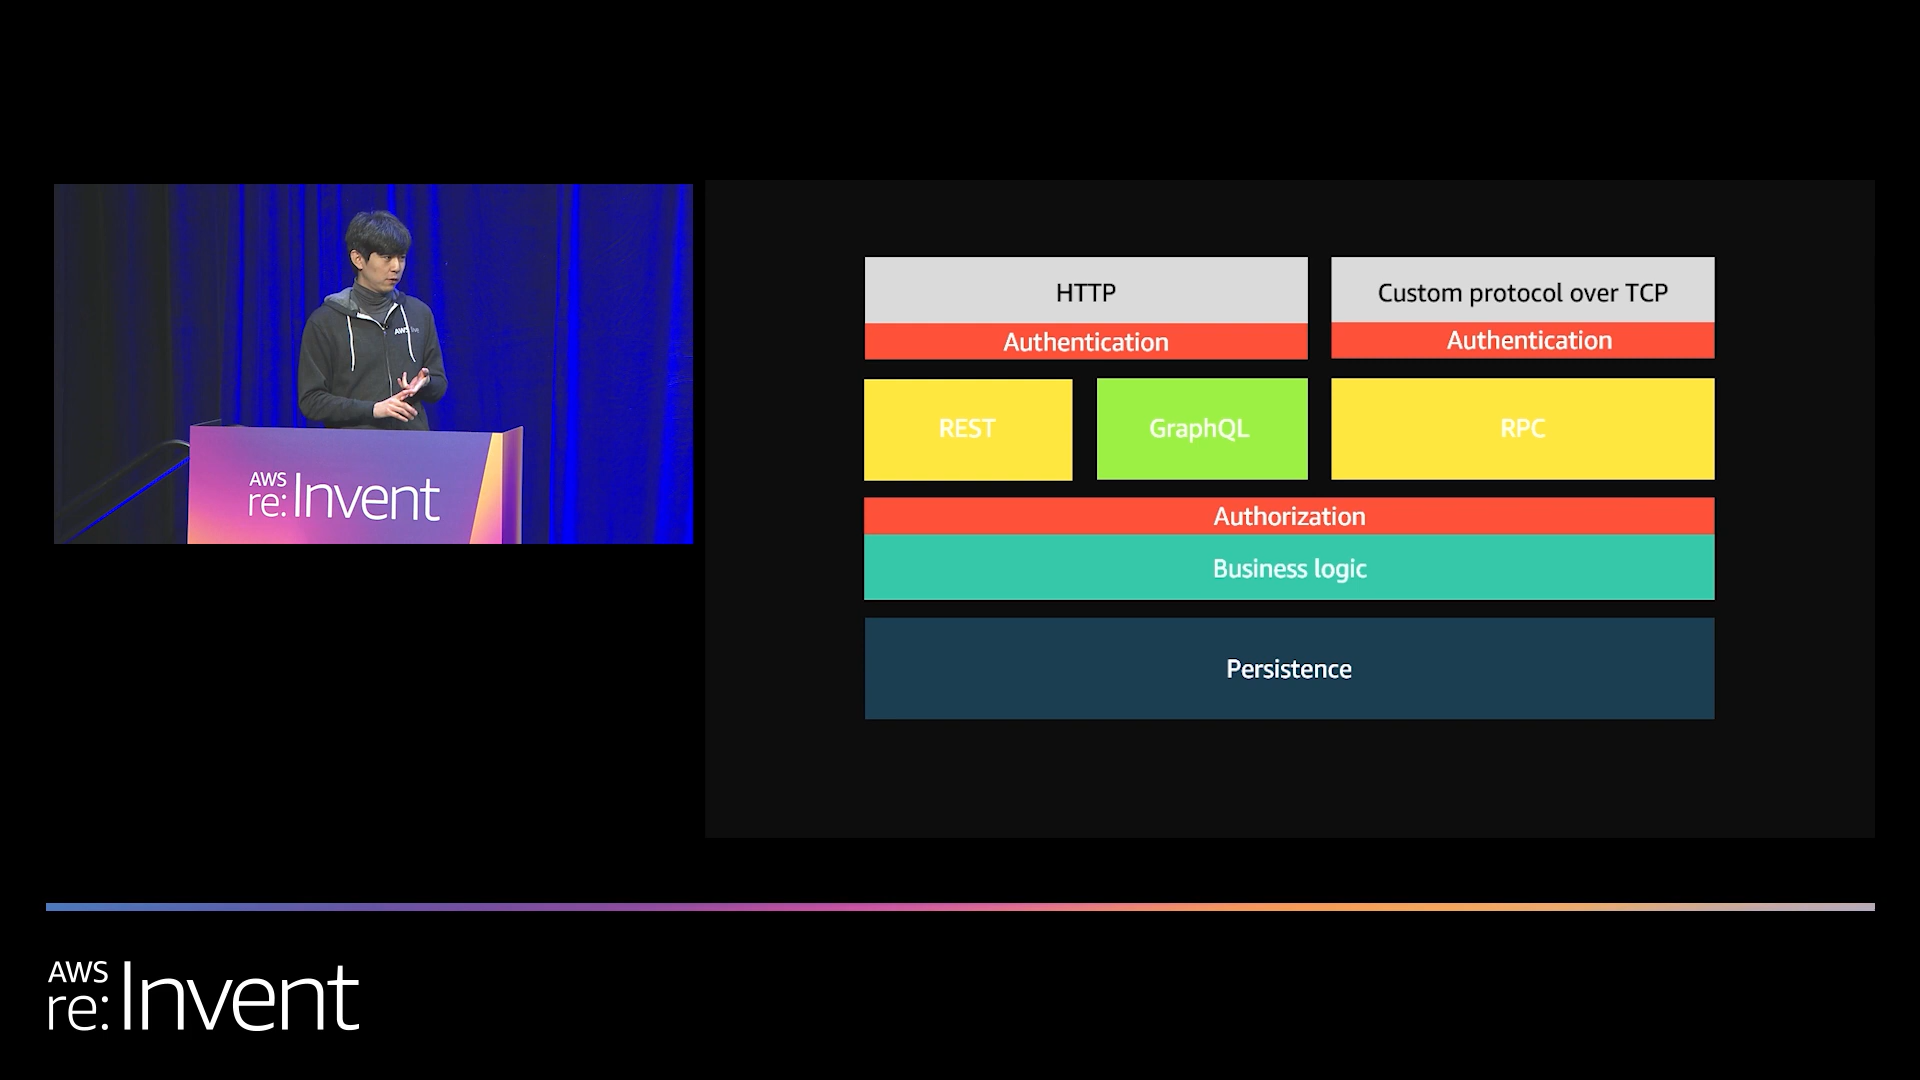 AWS
re:Invent
HTTP
Custom protocol over TCP
Authentication
Authentication
REST
GraphQL
RPC
Authorization
Business logic
Persistence
AWS
re:Invent